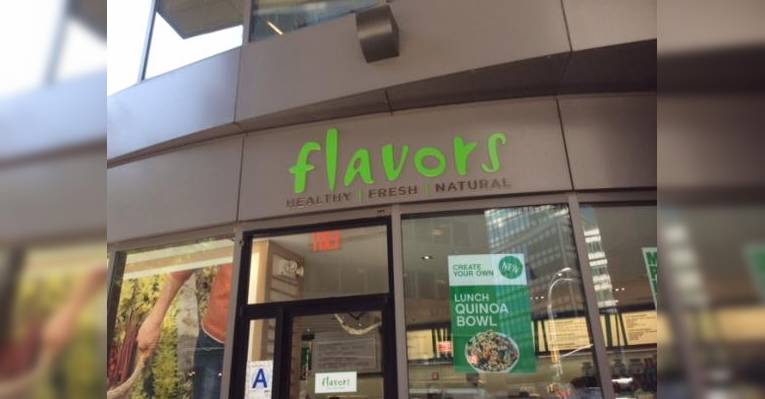 flavors
HEALTHY | FRESH | NATURAL
EXIT
CREATE
YOUR OWN
NEW
LUNCH
QUINOA
BOWL
A
flavors